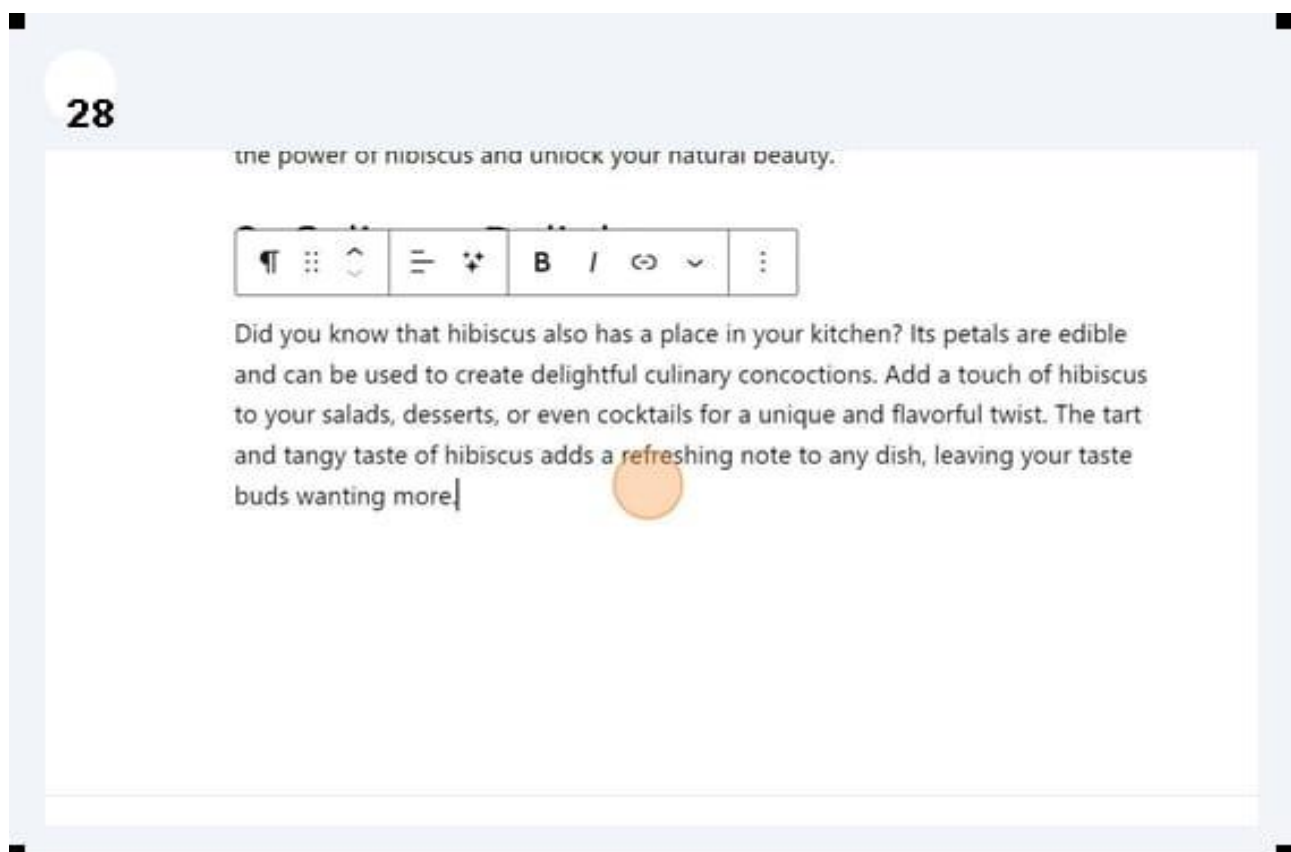 28
the power of hibiscus and unlock your natural beauty.
B I
Did you know that hibiscus also has a place in your kitchen? Its petals are edible
and can be used to create delightful culinary concoctions. Add a touch of hibiscus
to your salads, desserts, or even cocktails for a unique and flavorful twist. The tart
and tangy taste of hibiscus adds a refreshing note to any dish, leaving your taste
buds wanting more.